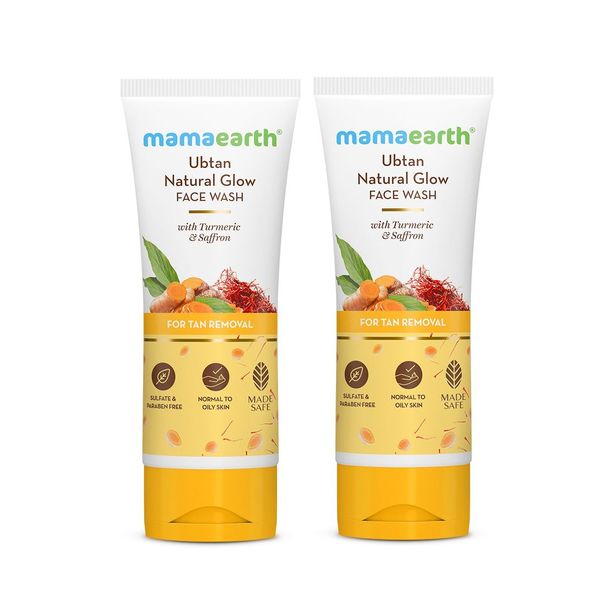 mamaearth®
Ubtan
Natural Glow
FACE WASH
with Turmeric
& Saffron
FOR TAN REMOVAL
SULFATE &
PARABEN FREE
NORMAL TO
OILY SKIN
MADE
SAFE
mamaearth®
Ubtan
Natural Glow
FACE WASH
with Turmeric
& Saffron
FOR TAN REMOVAL
SULFATE &
PARABEN FREE
NORMAL TO
OILY SKIN
MADE
SAFE